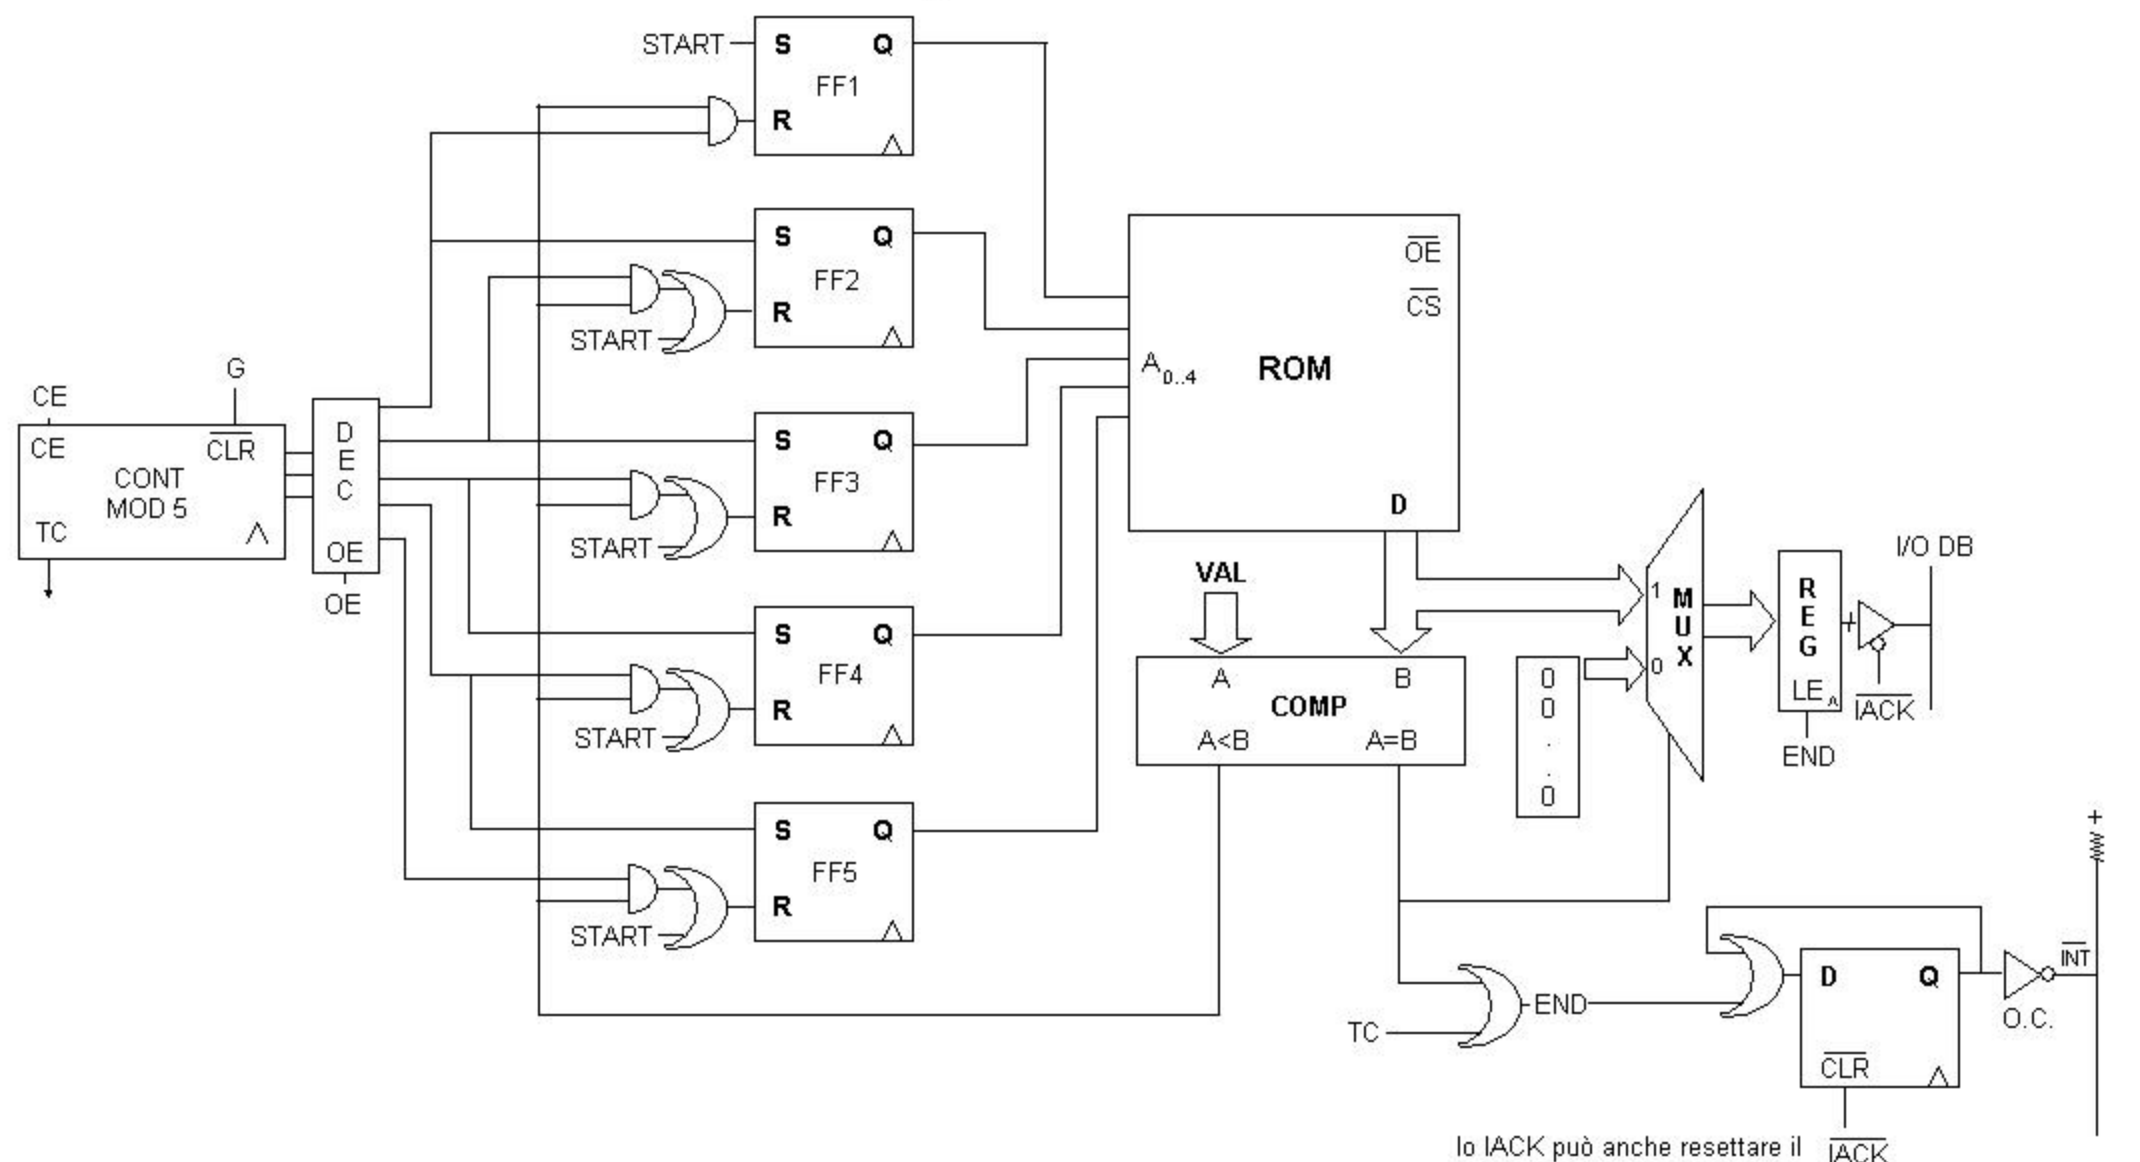 START
S Q
FF1
R
S Q
FF2
R
START
G
CE
CE CLR
CONT
MOD 5
TC
D
E
C
OE
OE
S Q
FF3
R
START
S Q
FF4
R
START
S Q
FF5
R
START
OE
CS
A0..4
ROM
D
VAL
A B
COMP
A<B A=B
0
0
.
.
0
1
0
M
U
X
R
E
G
LE
END
I/O DB
IACK
TC
END
D Q
CLR
INT
O.C.
+
lo IACK può anche resettare il
IACK